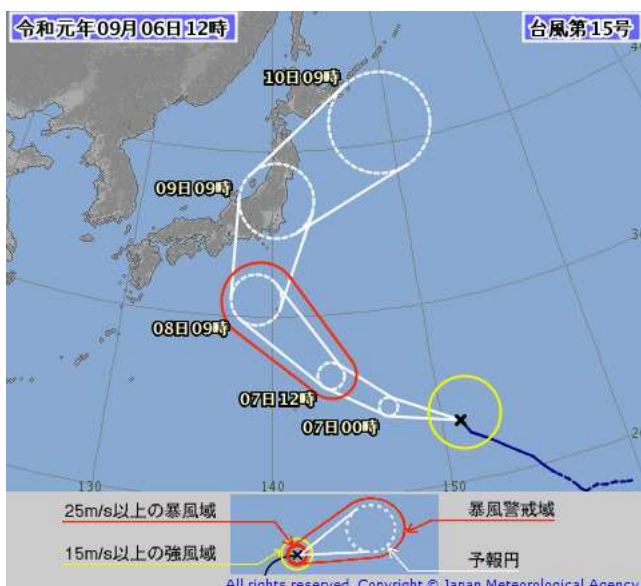 令和元年09月06日12時
台風第15号
10日09時
09日09時
08日09時
07日12時
07日00時
40
30
20
130
140
150
25m/s以上の暴風域
暴風警戒域
15m/s以上の強風域
予報円
All rights reserved. Copyright © Japan Meteorological Agency